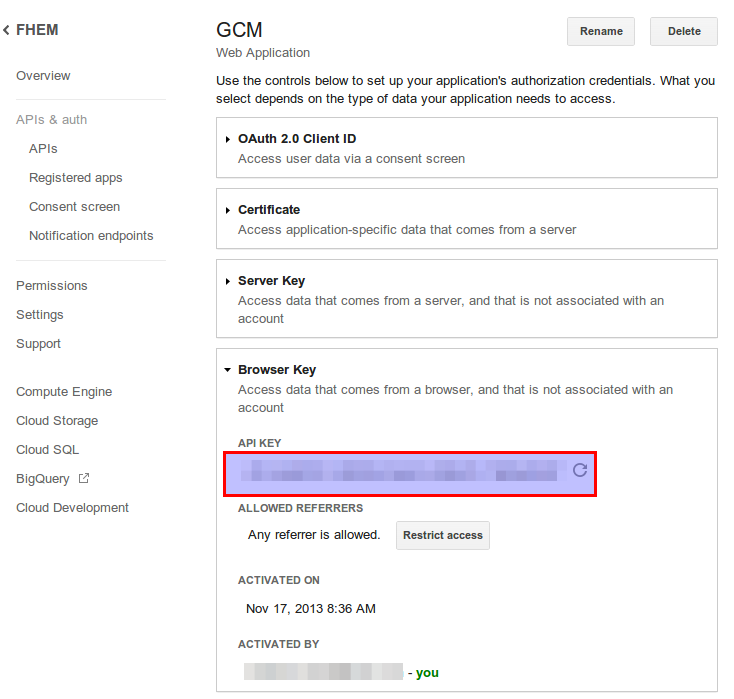 FHEM
Overview
APIs & auth
APIs
Registered apps
Consent screen
Notification endpoints
Permissions
Settings
Support
Compute Engine
Cloud Storage
Cloud SQL
BigQuery
Cloud Development
GCM
Rename
Delete
Web Application
Use the controls below to set up your application's authorization credentials. What you
select depends on the type of data your application needs to access.
OAuth 2.0 Client ID
Access user data via a consent screen
Certificate
Access application-specific data that comes from a server
Server Key
Access data that comes from a server, and that is not associated with an
account
Browser Key
Access data that comes from a browser, and that is not associated with an
account
API KEY
ALLOWED REFERRERS
Any referrer is allowed.
Restrict access
ACTIVATED ON
Nov 17, 2013 8:36 AM
ACTIVATED BY
- you